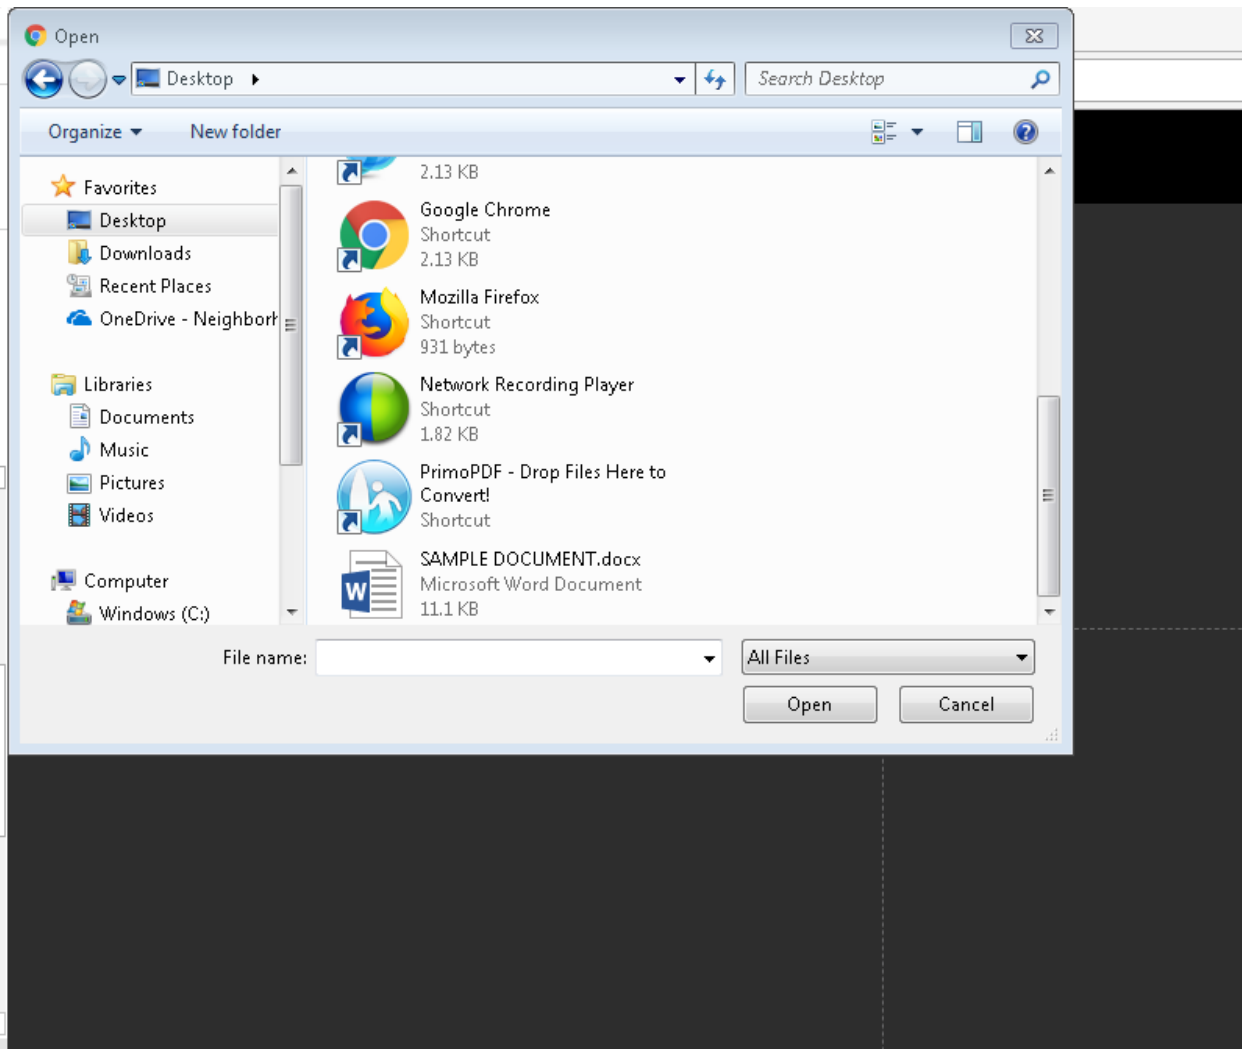 Open
Desktop
Search Desktop
Organize
New folder
Favorites
Desktop
Downloads
Recent Places
OneDrive - Neighborh
Libraries
Documents
Music
Pictures
Videos
Computer
Windows (C:)
2.13 KB
Google Chrome
Shortcut
2.13 KB
Mozilla Firefox
Shortcut
931 bytes
Network Recording Player
Shortcut
1.82 KB
PrimoPDF - Drop Files Here to
Convert!
Shortcut
SAMPLE DOCUMENT.docx
Microsoft Word Document
11.1 KB
File name:
All Files
Open
Cancel